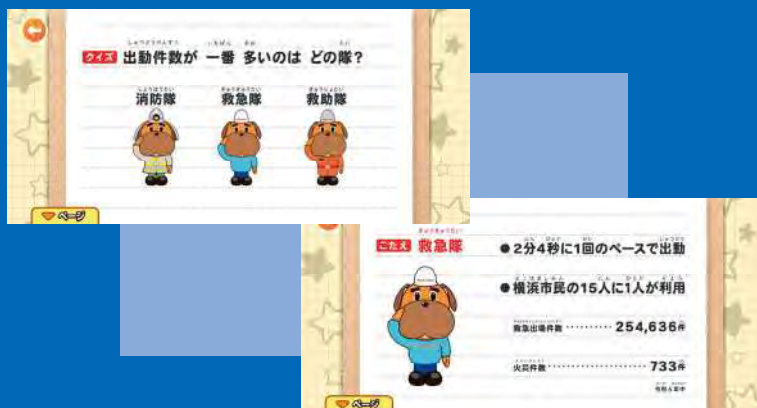 クイズ 出動件数が 一番 多いのは どの隊?
消防隊 救急隊 救助隊
ページ
こたえ 救急隊
●2分4秒に1回のペースで出動
●横浜市民の15人に1人が利用
救急出場件数 ･･････････ 254,636件
火災件数 ･･････････････ 733件
ページ